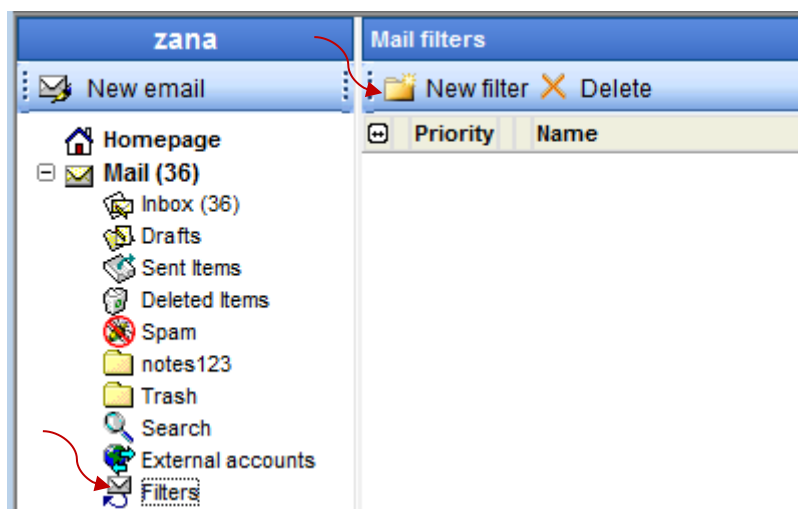 zana
New email
Homepage
Mail (36)
Inbox (36)
Drafts
Sent Items
Deleted Items
Spam
notes123
Trash
Search
External accounts
Filters
Mail filters
New filter Delete
Priority Name